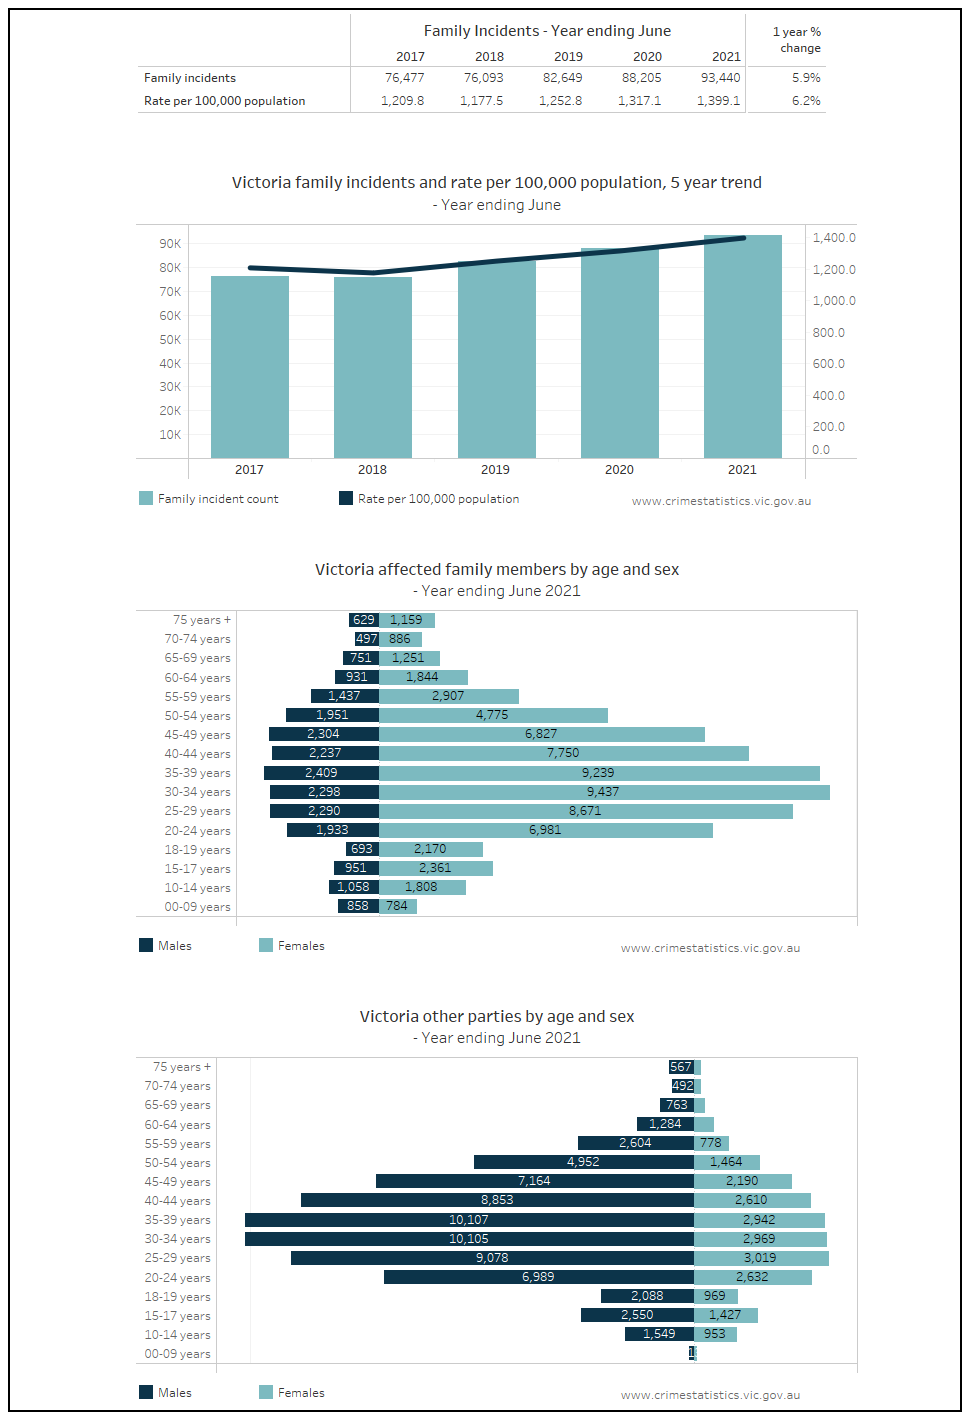 Family Incidents - Year ending June 1 year % change
2017 2018 2019 2020 2021
Family incidents 76,477 76,093 82,649 88,205 93,440 5.9%
Rate per 100,000 population 1,209.8 1,177.5 1,252.8 1,317.1 1,399.1 6.2%
Victoria family incidents and rate per 100,000 population, 5 year trend
- Year ending June
90K 1,400.0
80K 1,200.0
70K 1,000.0
60K 800.0
50K 600.0
40K 400.0
30K 200.0
20K 0.0
10K
2017 2018 2019 2020 2021
Family incident count Rate per 100,000 population www.crimestatistics.vic.gov.au
Victoria affected family members by age and sex
- Year ending June 2021
75 years + 629 1,159
70-74 years 497 886
65-69 years 751 1,251
60-64 years 931 1,844
55-59 years 1,437 2,907
50-54 years 1,951 4,775
45-49 years 2,304 6,827
40-44 years 2,237 7,750
35-39 years 2,409 9,239
30-34 years 2,298 9,437
25-29 years 2,290 8,671
20-24 years 1,933 6,981
18-19 years 693 2,170
15-17 years 951 2,361
10-14 years 1,058 1,808
00-09 years 858 784
Males Females www.crimestatistics.vic.gov.au
Victoria other parties by age and sex
- Year ending June 2021
75 years + 567
70-74 years 492
65-69 years 763
60-64 years 1,284
55-59 years 2,604 778
50-54 years 4,952 1,464
45-49 years 7,164 2,190
40-44 years 8,853 2,610
35-39 years 10,107 2,942
30-34 years 10,105 2,969
25-29 years 9,078 3,019
20-24 years 6,989 2,632
18-19 years 2,088 969
15-17 years 2,550 1,427
10-14 years 1,549 953
00-09 years
Males Females www.crimestatistics.vic.gov.au